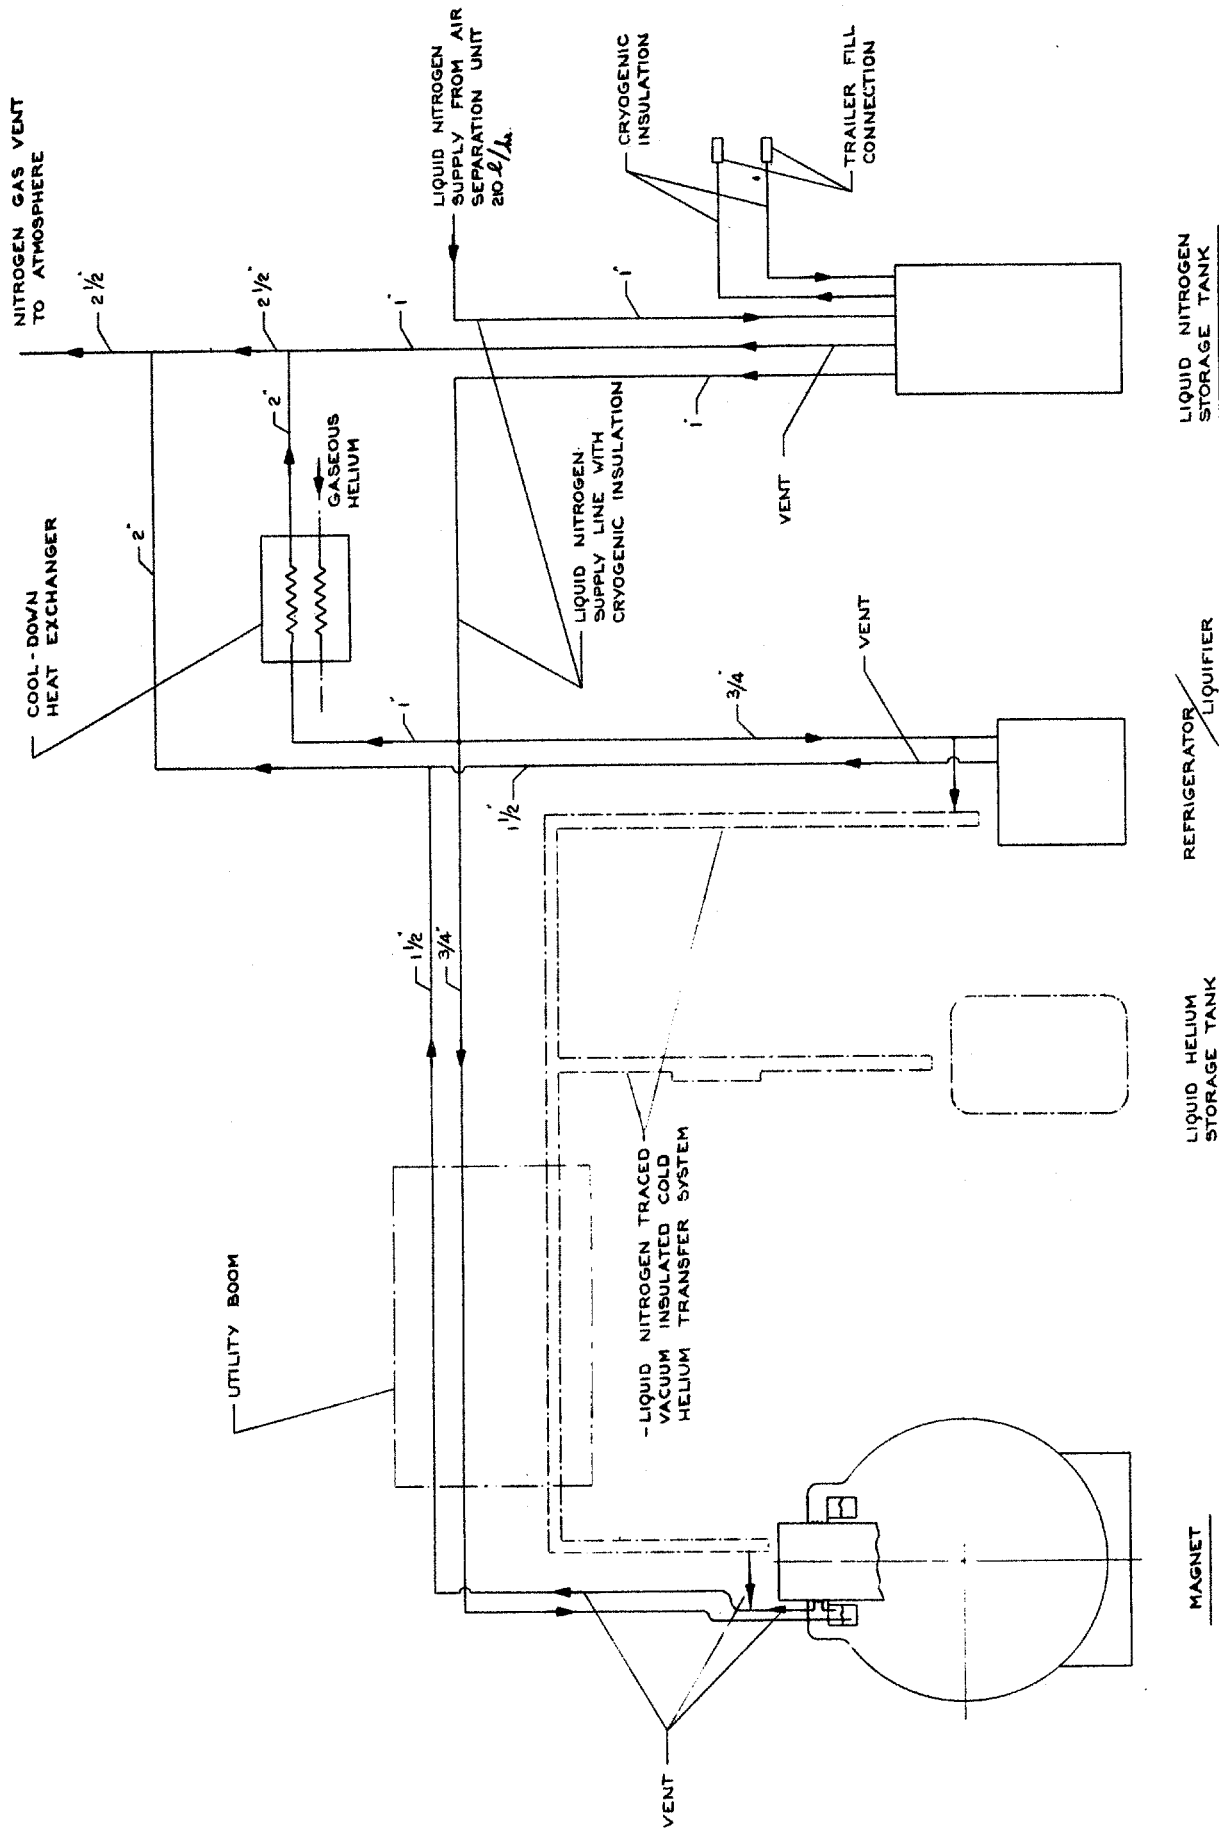 NITROGEN GAS VENT
TO ATMOSPHERE
2 1/2"
2 1/2"
1"
LIQUID NITROGEN
SUPPLY FROM AIR
SEPARATION UNIT
210 l/hr.
CRYOGENIC
INSULATION
TRAILER FILL
CONNECTION
1"
1"
VENT
LIQUID NITROGEN
STORAGE TANK
COOL-DOWN
HEAT EXCHANGER
2"
2"
GASEOUS
HELIUM
LIQUID NITROGEN
SUPPLY LINE WITH
CRYOGENIC INSULATION
1"
3/4"
VENT
1 1/2"
REFRIGERATOR/
LIQUIFIER
1 1/2"
3/4"
LIQUID HELIUM
STORAGE TANK
UTILITY BOOM
LIQUID NITROGEN TRACED
VACUUM INSULATED COLD
HELIUM TRANSFER SYSTEM
VENT
MAGNET